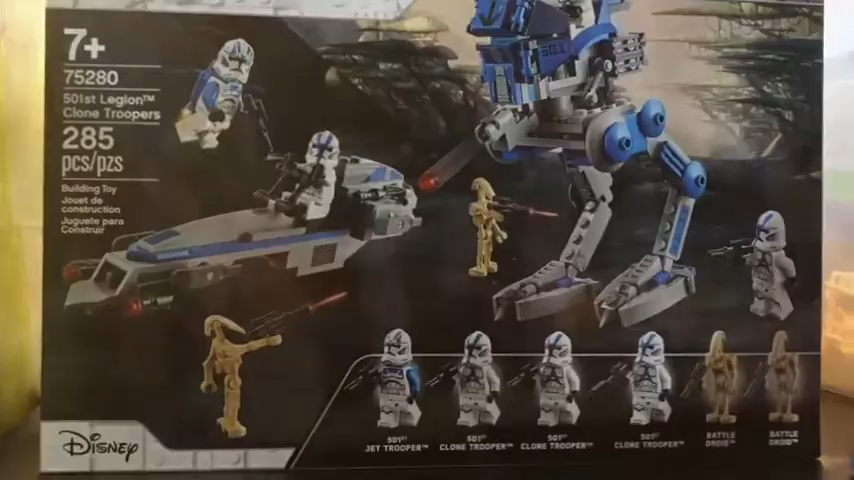 7+
75280
501st Legion™
Clone Troopers
285
pcs/pzs
Building Toy
Jouet de
construction
Juguete para
Construir
501
501ST JET TROOPER™
501ST CLONE TROOPER™
501ST CLONE TROOPER™
501ST CLONE TROOPER™
BATTLE DROID™
BATTLE DROID™
Disney